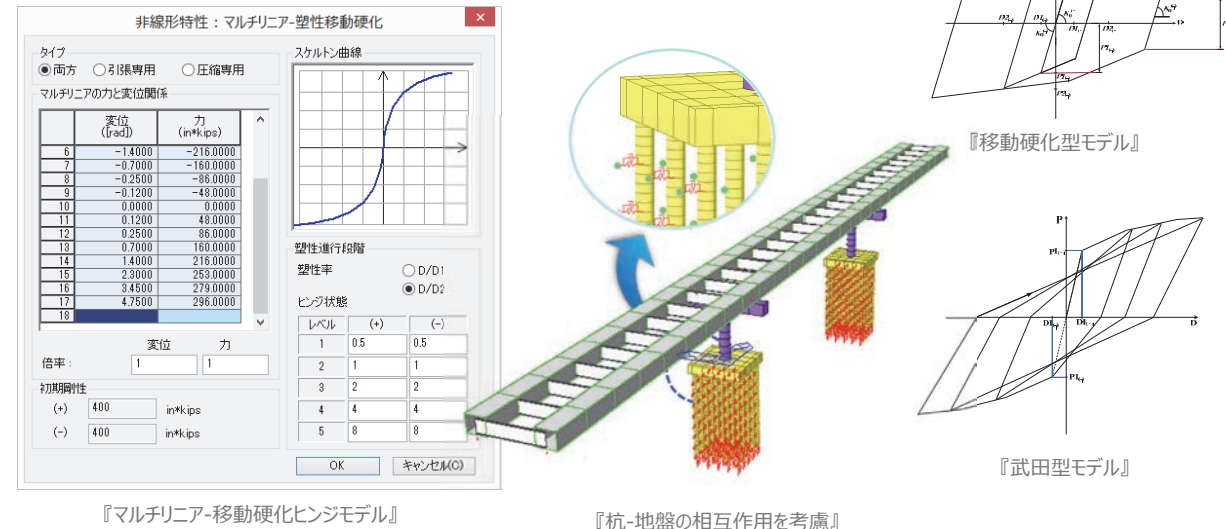 非線形特性：マルチリニア-塑性移動硬化
タイプ
両方
引張専用
圧縮専用
マルチリニアの力と変位関係
変位 ([rad])
力 (in*kips)
6 -1.4000 -216.0000
7 -0.7000 -160.0000
8 -0.2500 -86.0000
9 -0.1200 -48.0000
10 0.0000 0.0000
11 0.1200 48.0000
12 0.2500 86.0000
13 0.7000 160.0000
14 1.4000 216.0000
15 2.3000 253.0000
16 3.4500 279.0000
17 4.7500 296.0000
18
変位 力
倍率： 1 1
初期剛性
(+) 400 in*kips
(-) 400 in*kips
スケルトン曲線
塑性進行段階
塑性率
D/D1
D/D2
ヒンジ状態
レベル (+) (-)
1 0.5 0.5
2 1 1
3 2 2
4 4 4
5 8 8
OK
キャンセル(C)
『マルチリニア-移動硬化ヒンジモデル』
『杭-地盤の相互作用を考慮』
D2(-) D1(-) D1(+) D2(+) D
P1(-)
P2(-)
『移動硬化型モデル』
P
P1(+)
D1(-) D1(+) D
P1(-)
『武田型モデル』